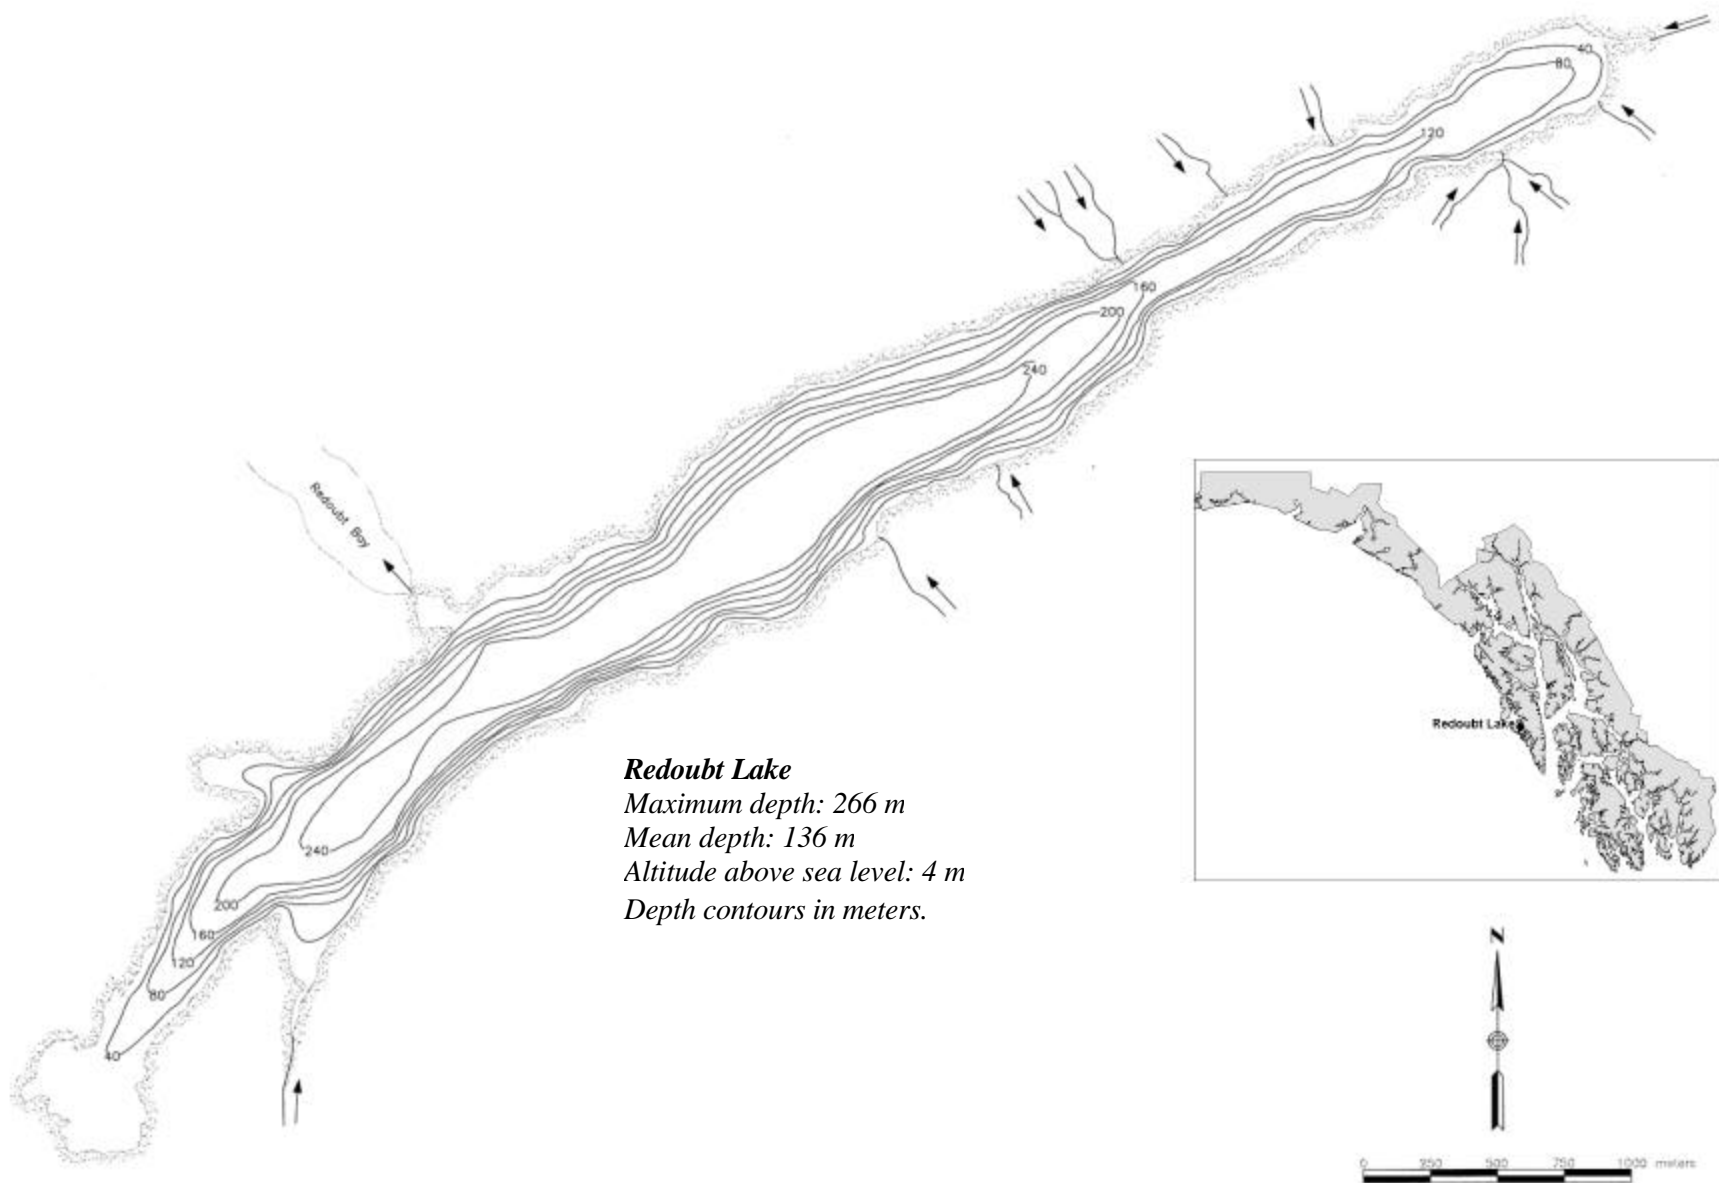 40
80
120
160
200
240
Redoubt Bay
Redoubt Lake
Redoubt Lake
Maximum depth: 266 m
Mean depth: 136 m
Altitude above sea level: 4 m
Depth contours in meters.
240
200
160
120
80
40
N
0 250 500 750 1000 meters